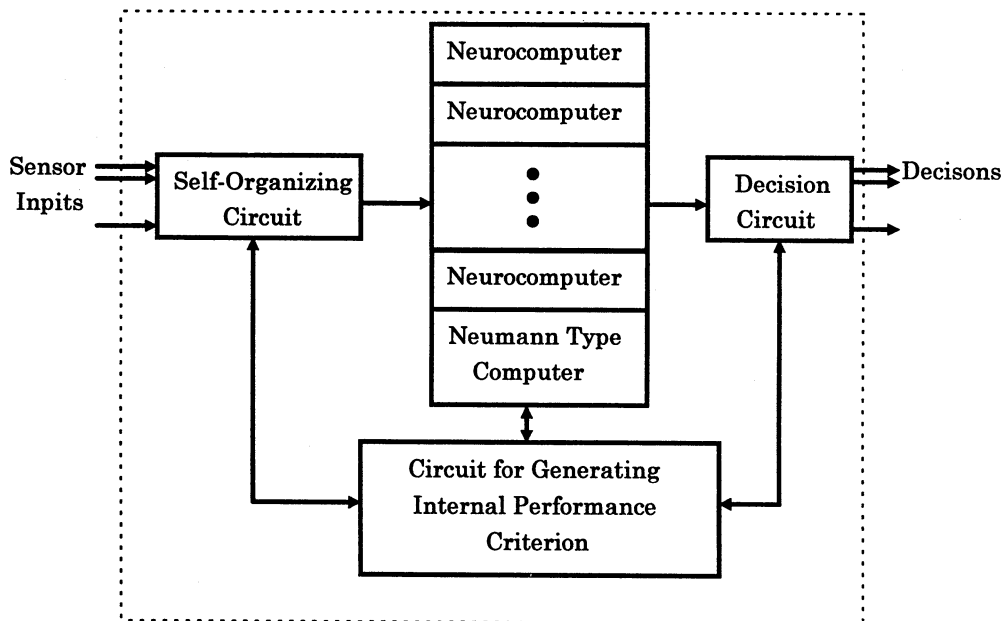 Sensor
Inpits
Self-Organizing
Circuit
Neurocomputer
Neurocomputer
Neurocomputer
Neumann Type
Computer
Decision
Circuit
Decisons
Circuit for Generating
Internal Performance
Criterion